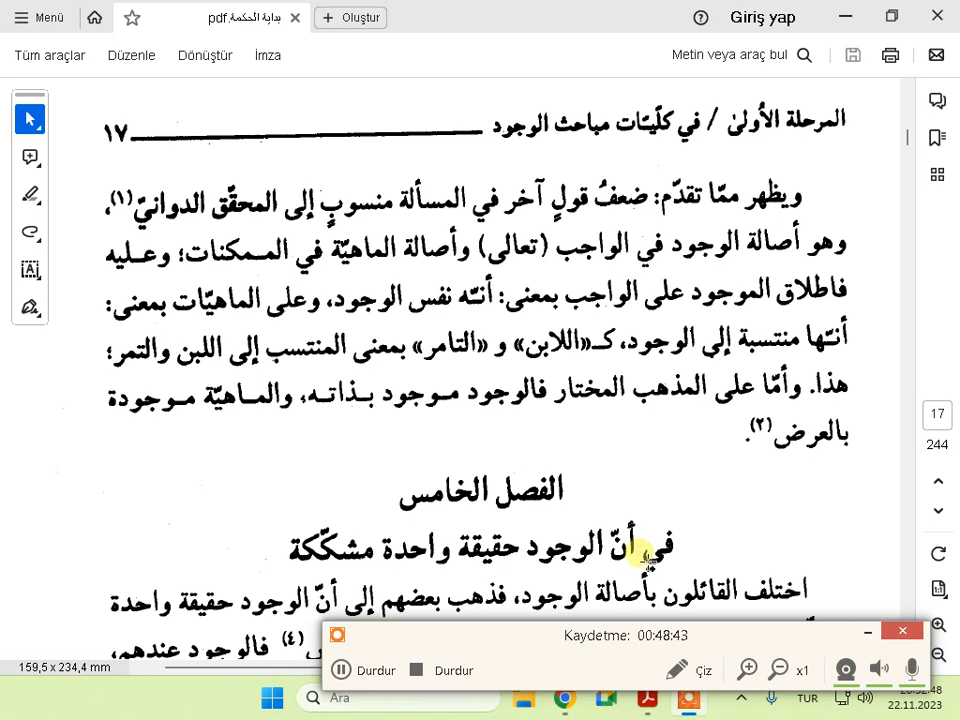 Menü
بداية الحكمة.pdf
Oluştur
Giriş yap
Tüm araçlar
Düzenle
Dönüştür
İmza
Metin veya araç bul
المرحلة الأولىٰ / في كلّيّات مباحث الوجود ١٧
ويظهر ممّا تقدّم: ضعفُ قولٍ آخر في المسألة منسوبٍ إلى المحقّق الدوانيّ(١)،
وهو أصالة الوجود في الواجب (تعالى) وأصالة الماهيّة في الممكنات؛ وعليه
فاطلاق الموجود على الواجب بمعنى: أنّه نفس الوجود، وعلى الماهيّات بمعنى:
أنّها منتسبة إلى الوجود، كـ«اللابن» و «التامر» بمعنى المنتسب إلى اللبن والتمر؛
هذا. وأمّا على المذهب المختار فالوجود موجود بذاته، والماهيّة موجودة
بالعرض(٢).
الفصل الخامس
في أنّ الوجود حقيقة واحدة مشكّكة
اختلف القائلون بأصالة الوجود، فذهب بعضهم إلى أنّ الوجود حقيقة واحدة
(٤) فالوجود عندهم،
17
244
Kaydetme: 00:48:43
Durdur
Durdur
Çiz
x1
159,5 x 234,4 mm
Ara
TUR
22.11.2023